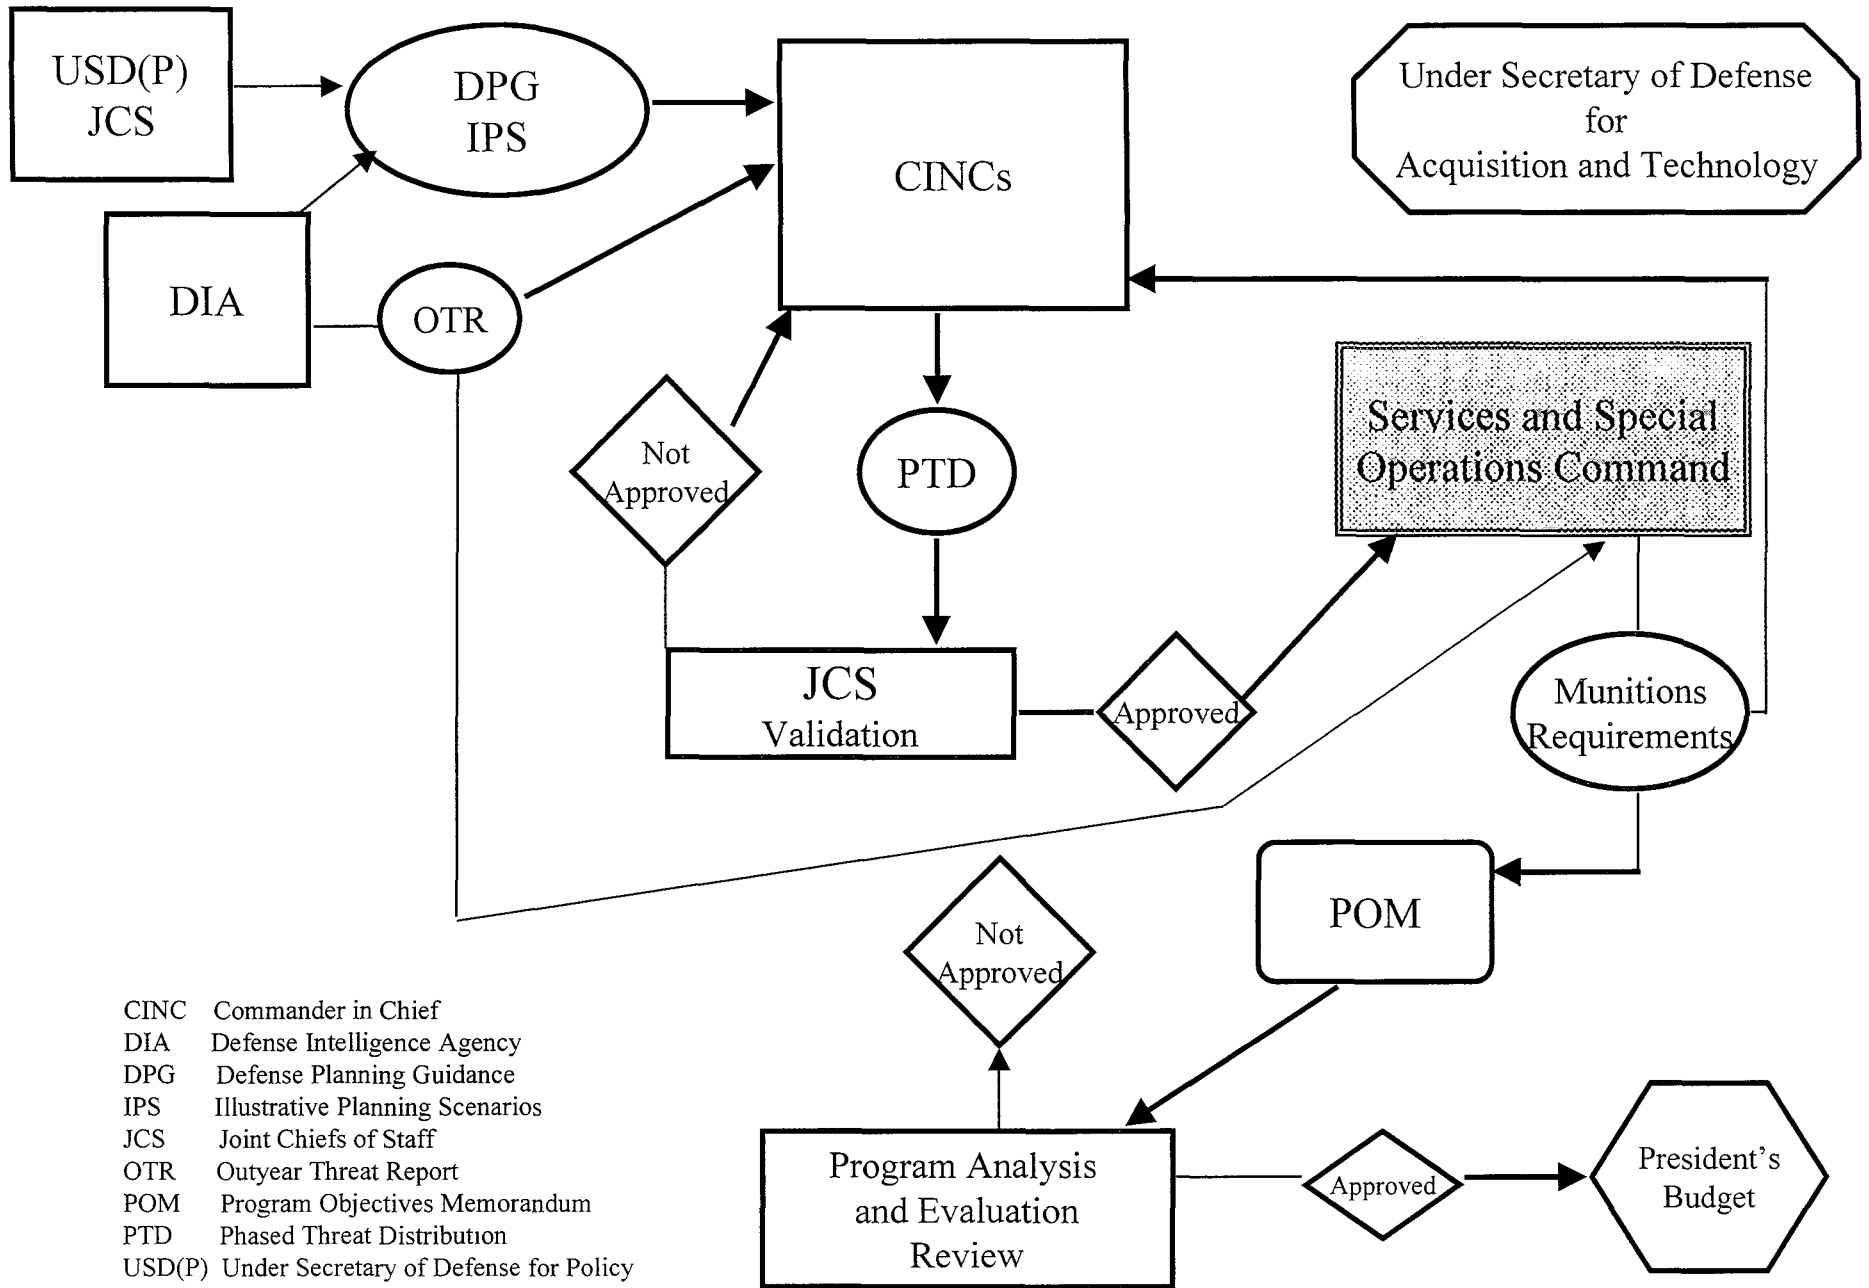 USD(P)
JCS
DPG
IPS
CINCs
Under Secretary of Defense
for
Acquisition and Technology
DIA
OTR
Not
Approved
PTD
Services and Special
Operations Command
JCS
Validation
Approved
Munitions
Requirements
POM
Not
Approved
Program Analysis
and Evaluation
Review
Approved
President's
Budget
CINC Commander in Chief
DIA Defense Intelligence Agency
DPG Defense Planning Guidance
IPS Illustrative Planning Scenarios
JCS Joint Chiefs of Staff
OTR Outyear Threat Report
POM Program Objectives Memorandum
PTD Phased Threat Distribution
USD(P) Under Secretary of Defense for Policy